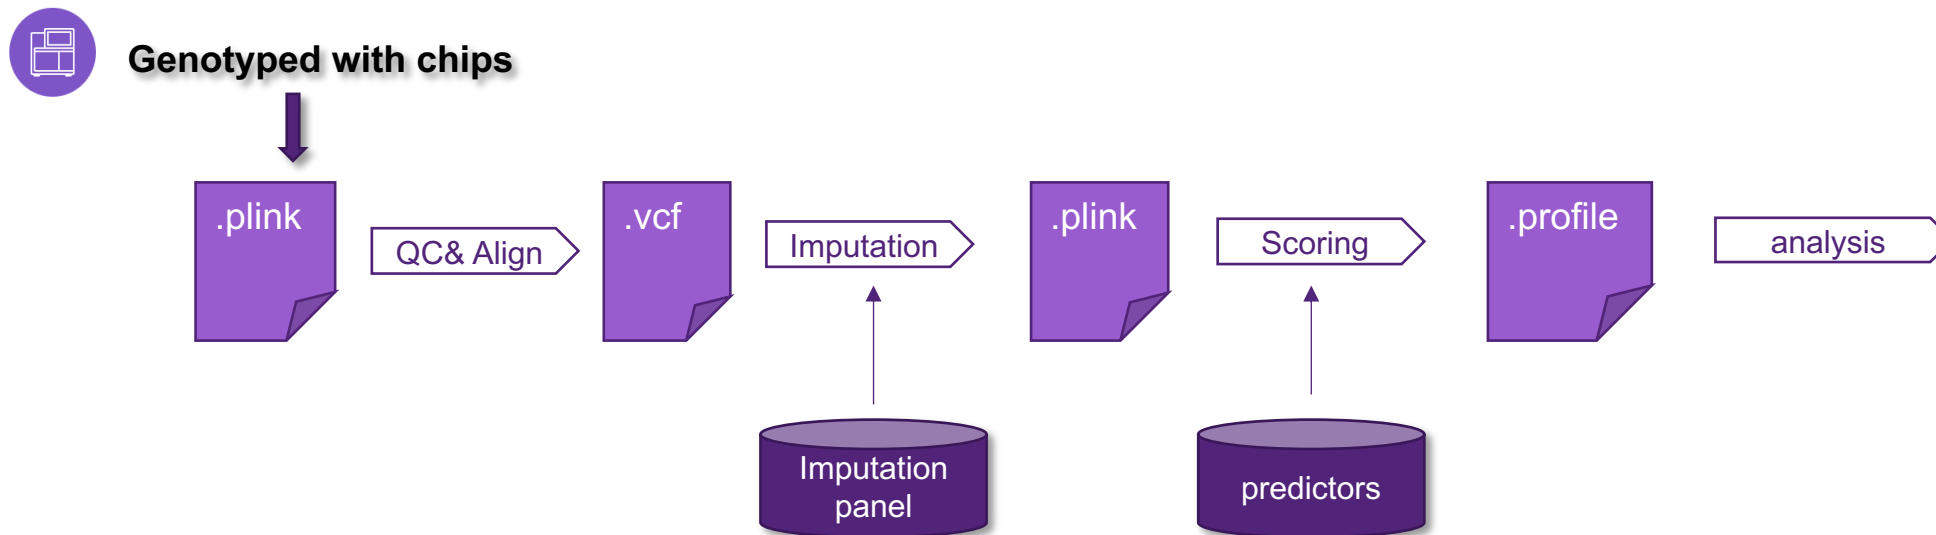 Genotyped with chips
.plink
QC& Align
.vcf
Imputation
.plink
Scoring
.profile
analysis
Imputation
panel
predictors